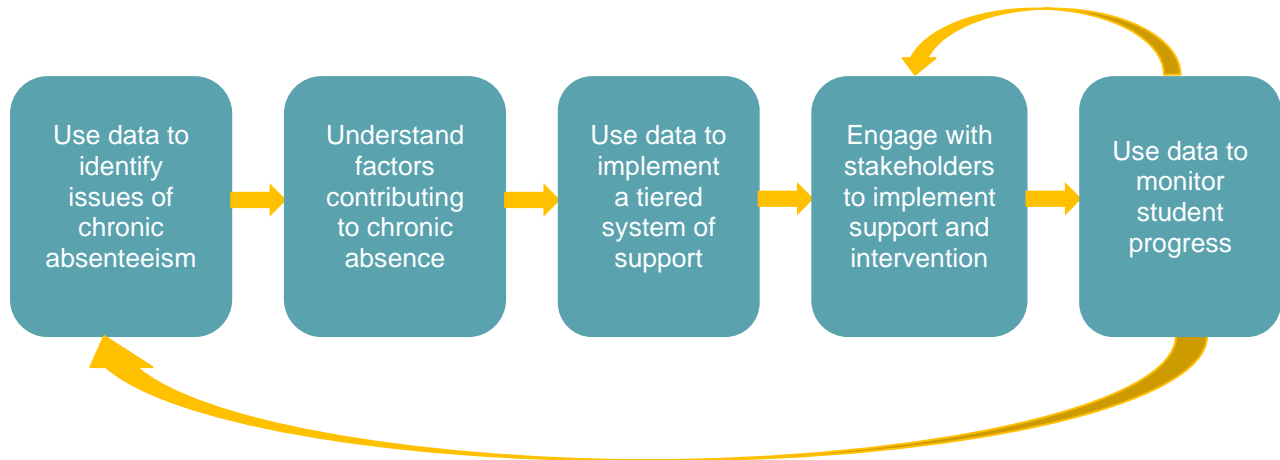 Use data to
identify
issues of
chronic
absenteeism
Understand
factors
contributing
to chronic
absence
Use data to
implement
a tiered
system of
support
Engage with
stakeholders
to implement
support and
intervention
Use data to
monitor
student
progress